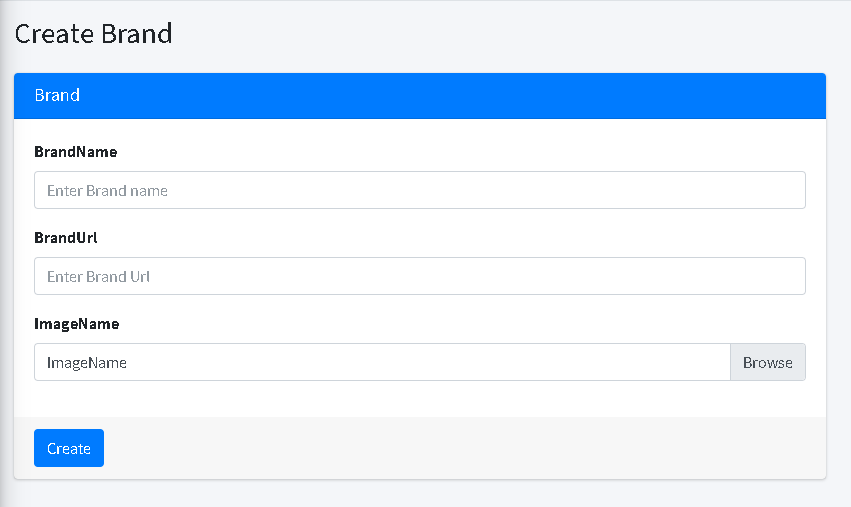 Create Brand
Brand
BrandName
Enter Brand name
BrandUrl
Enter Brand Url
ImageName
ImageName Browse
Create